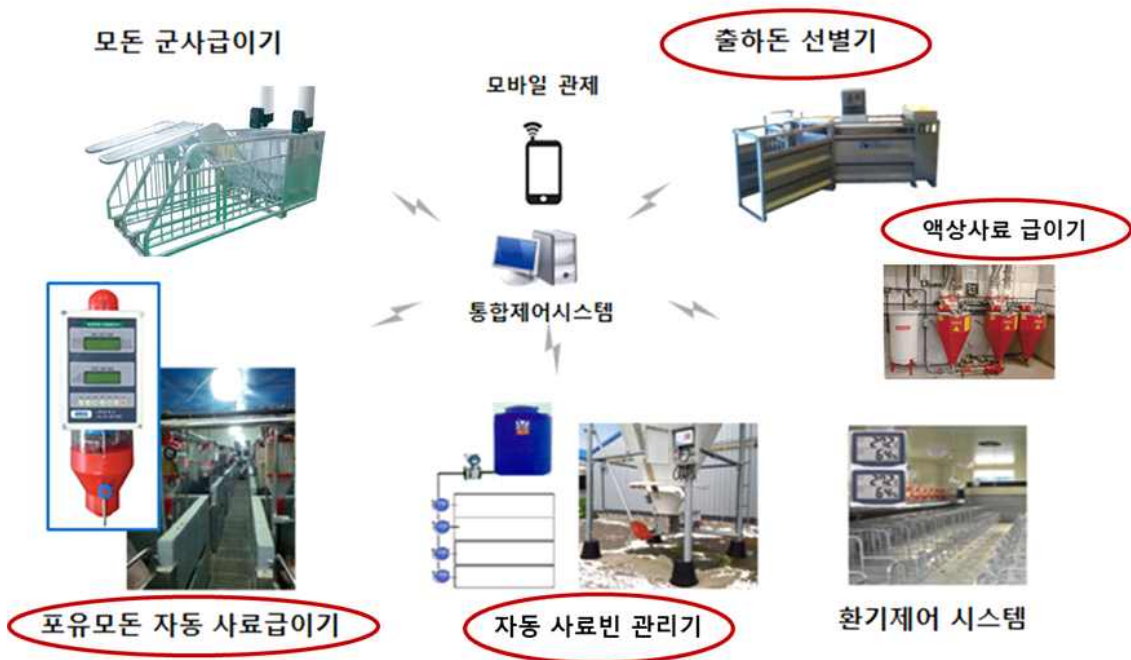 모돈 군사급이기
출하돈 선별기
모바일 관제
액상사료 급이기
통합제어시스템
포유모돈 자동 사료급이기
자동 사료빈 관리기
환기제어 시스템